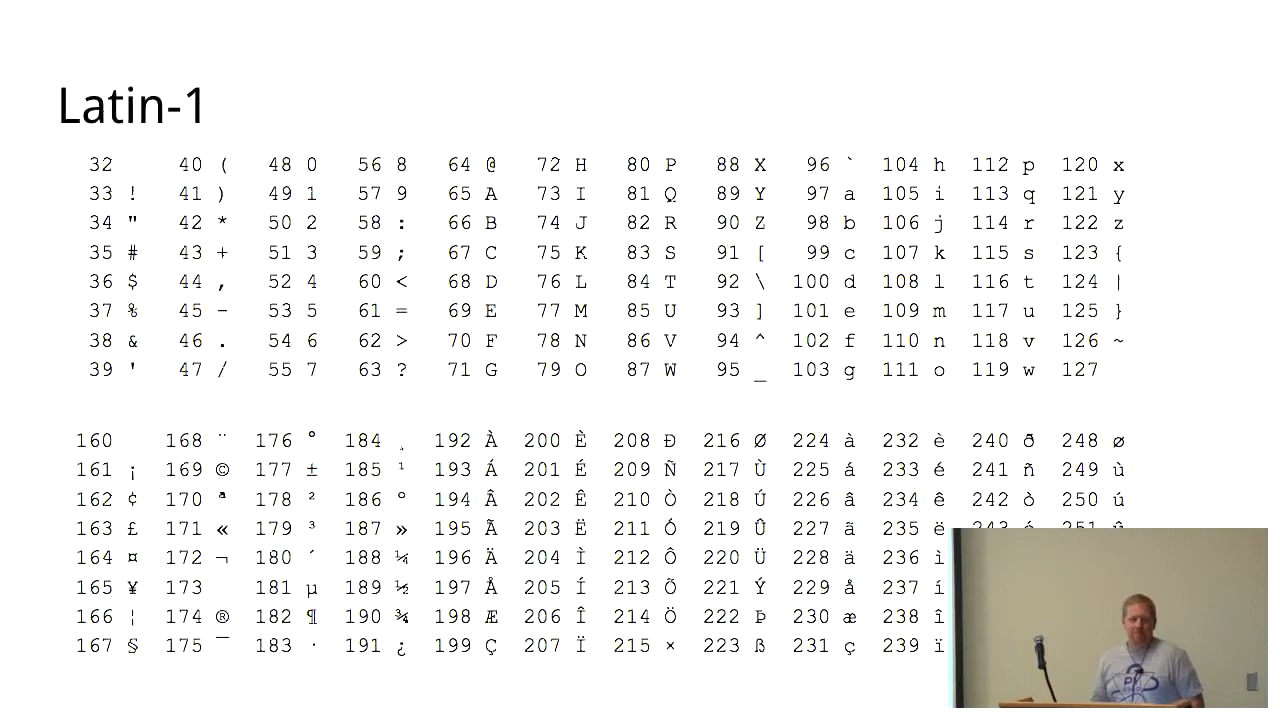 Latin-1
32 40 ( 48 0 56 8 64 @ 72 H 80 P 88 X 96 ` 104 h 112 p 120 x
33 ! 41 ) 49 1 57 9 65 A 73 I 81 Q 89 Y 97 a 105 i 113 q 121 y
34 " 42 * 50 2 58 : 66 B 74 J 82 R 90 Z 98 b 106 j 114 r 122 z
35 # 43 + 51 3 59 ; 67 C 75 K 83 S 91 [ 99 c 107 k 115 s 123 {
36 $ 44 , 52 4 60 < 68 D 76 L 84 T 92 \ 100 d 108 l 116 t 124 |
37 % 45 - 53 5 61 = 69 E 77 M 85 U 93 ] 101 e 109 m 117 u 125 }
38 & 46 . 54 6 62 > 70 F 78 N 86 V 94 ^ 102 f 110 n 118 v 126 ~
39 ' 47 / 55 7 63 ? 71 G 79 O 87 W 95 _ 103 g 111 o 119 w 127
160 168 ¨ 176 ° 184 ¸ 192 À 200 È 208 Ð 216 Ø 224 à 232 è 240 ð 248 ø
161 ¡ 169 © 177 ± 185 ¹ 193 Á 201 É 209 Ñ 217 Ù 225 á 233 é 241 ñ 249 ù
162 ¢ 170 ª 178 ² 186 º 194 Â 202 Ê 210 Ò 218 Ú 226 â 234 ê 242 ò 250 ú
163 £ 171 « 179 ³ 187 » 195 Ã 203 Ë 211 Ó 219 Û 227 ã 235 ë
164 ¤ 172 ¬ 180 ´ 188 ¼ 196 Ä 204 Ì 212 Ô 220 Ü 228 ä 236 ì
165 ¥ 173 181 µ 189 ½ 197 Å 205 Í 213 Õ 221 Ý 229 å 237 í
166 ¦ 174 ® 182 ¶ 190 ¾ 198 Æ 206 Î 214 Ö 222 Þ 230 æ 238 î
167 § 175 ¯ 183 · 191 ¿ 199 Ç 207 Ï 215 × 223 ß 231 ç 239 ï